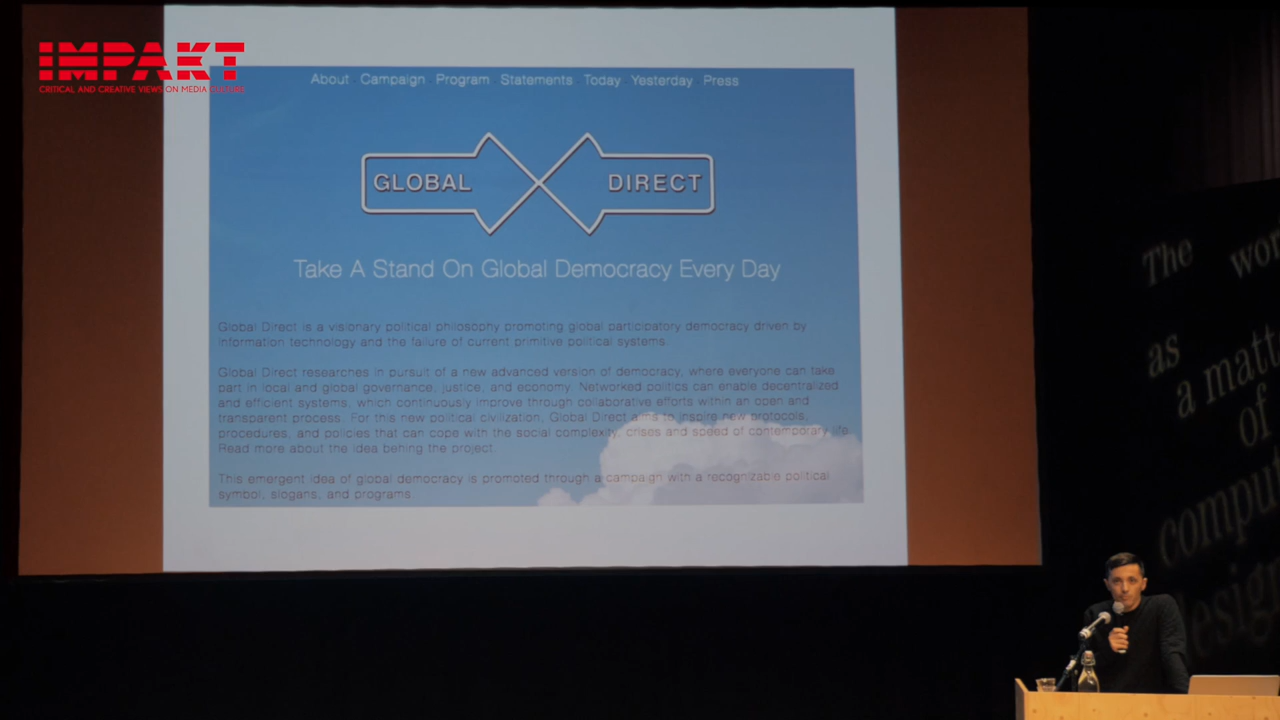 IMPAKT
CRITICAL AND CREATIVE VIEWS ON MEDIA CULTURE
About Campaign Program Statements Today Yesterday Press
GLOBAL DIRECT
Take A Stand On Global Democracy Every Day
Global Direct is a visionary political philosophy promoting global participatory democracy driven by
information technology and the failure of current primitive political systems.
Global Direct researches in pursuit of a new advanced version of democracy, where everyone can take
part in local and global governance, justice, and economy. Networked politics can enable decentralized
and efficient systems, which continuously improve through collaborative efforts within an open and
transparent process. For this new political civilization, Global Direct aims to inspire new protocols,
procedures, and policies that can cope with the social complexity, crises and speed of contemporary life.
Read more about the idea behing the project.
This emergent idea of global democracy is promoted through a campaign with a recognizable political
symbol, slogans, and programs.
The wor
as
a matt
of
compu
desig